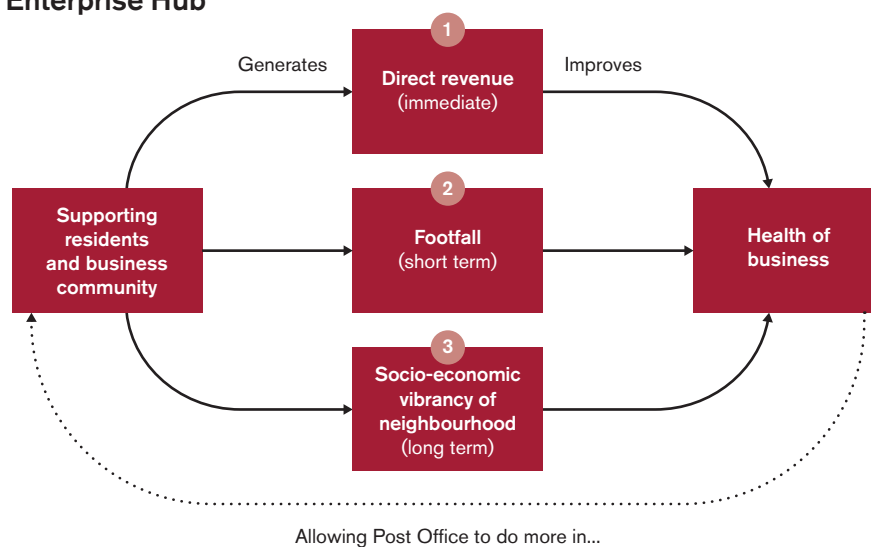 Enterprise Hub
1
Generates
Direct revenue
(immediate)
Improves
2
Supporting
residents
and business
community
Footfall
(short term)
Health of
business
3
Socio-economic
vibrancy of
neighbourhood
(long term)
Allowing Post Office to do more in...